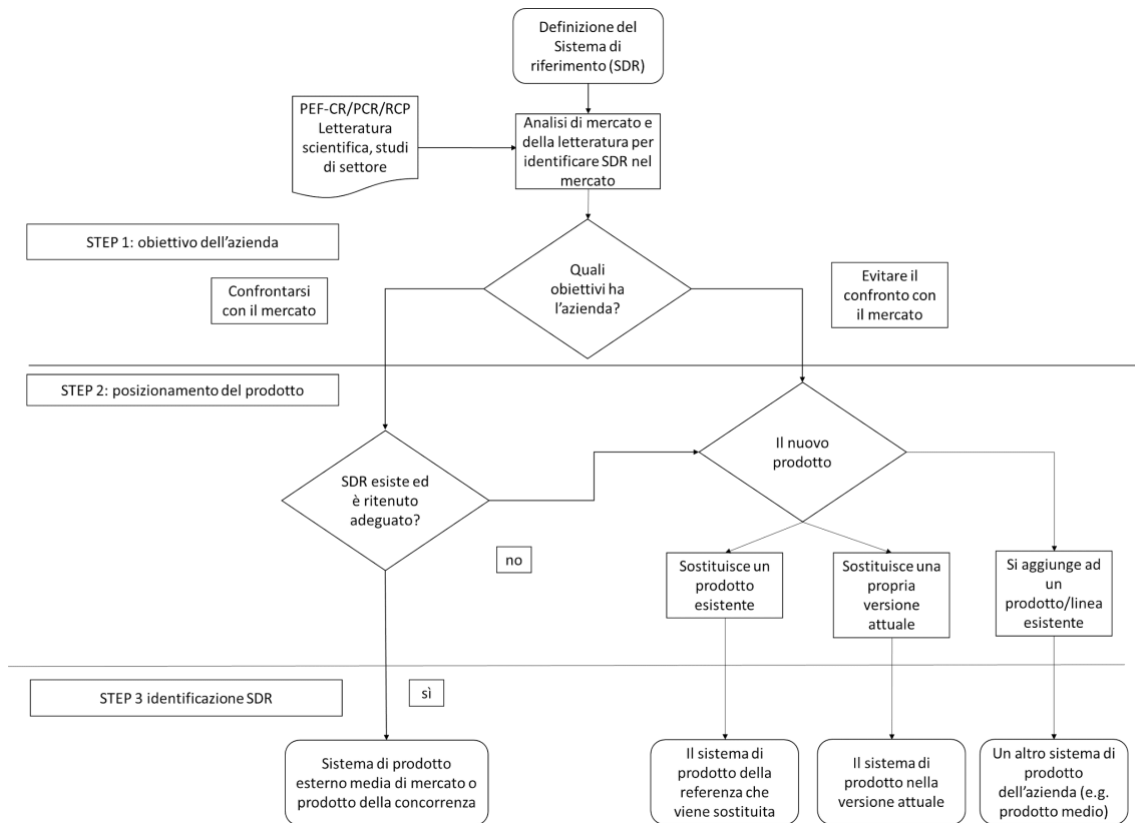 Definizione del
Sistema di
riferimento (SDR)
PEF-CR/PCR/RCP
Letteratura
scientifica, studi
di settore
Analisi di mercato e
della letteratura per
identificare SDR nel
mercato
STEP 1: obiettivo dell'azienda
Quali
obiettivi ha
l'azienda?
Confrontarsi
con il mercato
Evitare il
confronto con
il mercato
STEP 2: posizionamento del prodotto
Il nuovo
prodotto
SDR esiste ed
è ritenuto
adeguato?
no
Sostituisce un
prodotto
esistente
Sostituisce una
propria
versione
attuale
Si aggiunge ad
un
prodotto/linea
esistente
STEP 3 identificazione SDR
sì
Sistema di prodotto
esterno media di mercato o
prodotto della concorrenza
Il sistema di
prodotto della
referenza che
viene sostituita
Il sistema di
prodotto nella
versione attuale
Un altro sistema di
prodotto
dell'azienda (e.g.
prodotto medio)